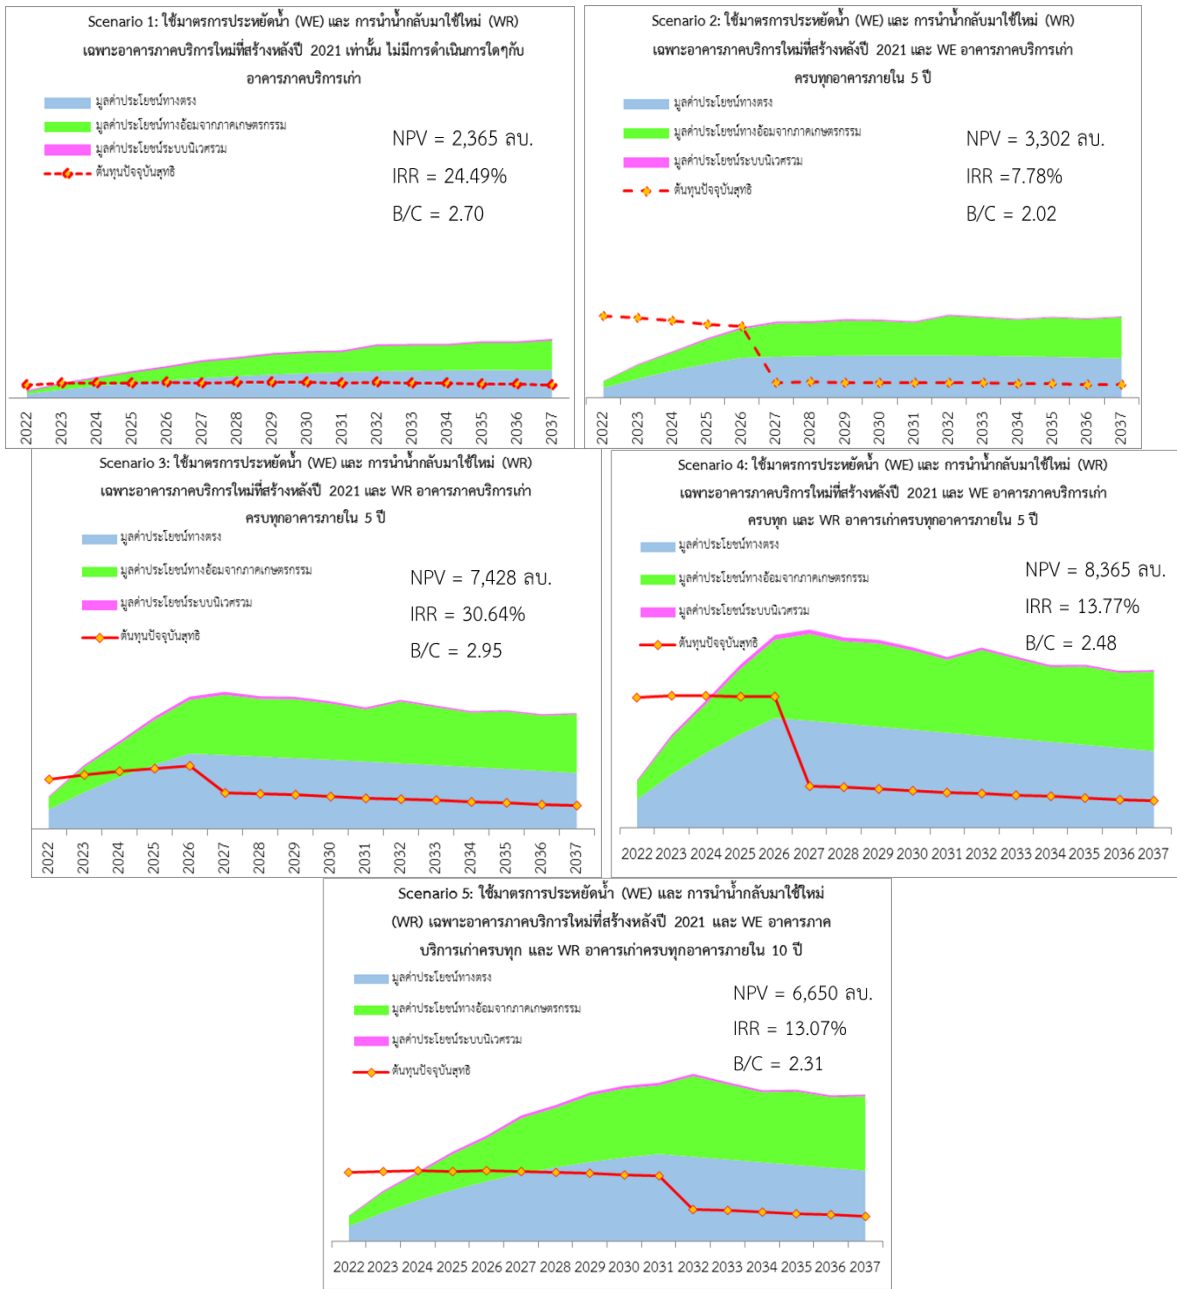 Scenario 1: ใช้มาตรการประหยัดน้ำ (WE) และ การนำน้ำกลับมาใช้ใหม่ (WR)
เฉพาะอาคารภาคบริการใหม่ที่สร้างหลังปี 2021 เท่านั้น ไม่มีการดำเนินการใดๆกับ
อาคารภาคบริการเก่า
มูลค่าประโยชน์ทางตรง
มูลค่าประโยชน์ทางอ้อมจากภาคเกษตรกรรม
มูลค่าประโยชน์ระบบนิเวศรวม
ต้นทุนปัจจุบันสุทธิ
NPV = 2,365 ลบ.
IRR = 24.49%
B/C = 2.70
2022 2023 2024 2025 2026 2027 2028 2029 2030 2031 2032 2033 2034 2035 2036 2037
Scenario 2: ใช้มาตรการประหยัดน้ำ (WE) และ การนำน้ำกลับมาใช้ใหม่ (WR)
เฉพาะอาคารภาคบริการใหม่ที่สร้างหลังปี 2021 และ WE อาคารภาคบริการเก่า
ครบทุกอาคารภายใน 5 ปี
มูลค่าประโยชน์ทางตรง
มูลค่าประโยชน์ทางอ้อมจากภาคเกษตรกรรม
มูลค่าประโยชน์ระบบนิเวศรวม
ต้นทุนปัจจุบันสุทธิ
NPV = 3,302 ลบ.
IRR =7.78%
B/C = 2.02
2022 2023 2024 2025 2026 2027 2028 2029 2030 2031 2032 2033 2034 2035 2036 2037
Scenario 3: ใช้มาตรการประหยัดน้ำ (WE) และ การนำน้ำกลับมาใช้ใหม่ (WR)
เฉพาะอาคารภาคบริการใหม่ที่สร้างหลังปี 2021 และ WR อาคารภาคบริการเก่า
ครบทุกอาคารภายใน 5 ปี
มูลค่าประโยชน์ทางตรง
มูลค่าประโยชน์ทางอ้อมจากภาคเกษตรกรรม
มูลค่าประโยชน์ระบบนิเวศรวม
ต้นทุนปัจจุบันสุทธิ
NPV = 7,428 ลบ.
IRR = 30.64%
B/C = 2.95
2022 2023 2024 2025 2026 2027 2028 2029 2030 2031 2032 2033 2034 2035 2036 2037
Scenario 4: ใช้มาตรการประหยัดน้ำ (WE) และ การนำน้ำกลับมาใช้ใหม่ (WR)
เฉพาะอาคารภาคบริการใหม่ที่สร้างหลังปี 2021 และ WE อาคารภาคบริการเก่า
ครบทุก และ WR อาคารเก่าครบทุกอาคารภายใน 5 ปี
มูลค่าประโยชน์ทางตรง
มูลค่าประโยชน์ทางอ้อมจากภาคเกษตรกรรม
มูลค่าประโยชน์ระบบนิเวศรวม
ต้นทุนปัจจุบันสุทธิ
NPV = 8,365 ลบ.
IRR = 13.77%
B/C = 2.48
2022 2023 2024 2025 2026 2027 2028 2029 2030 2031 2032 2033 2034 2035 2036 2037
Scenario 5: ใช้มาตรการประหยัดน้ำ (WE) และ การนำน้ำกลับมาใช้ใหม่
(WR) เฉพาะอาคารภาคบริการใหม่ที่สร้างหลังปี 2021 และ WE อาคารภาค
บริการเก่าครบทุก และ WR อาคารเก่าครบทุกอาคารภายใน 10 ปี
มูลค่าประโยชน์ทางตรง
มูลค่าประโยชน์ทางอ้อมจากภาคเกษตรกรรม
มูลค่าประโยชน์ระบบนิเวศรวม
ต้นทุนปัจจุบันสุทธิ
NPV = 6,650 ลบ.
IRR = 13.07%
B/C = 2.31
2022 2023 2024 2025 2026 2027 2028 2029 2030 2031 2032 2033 2034 2035 2036 2037